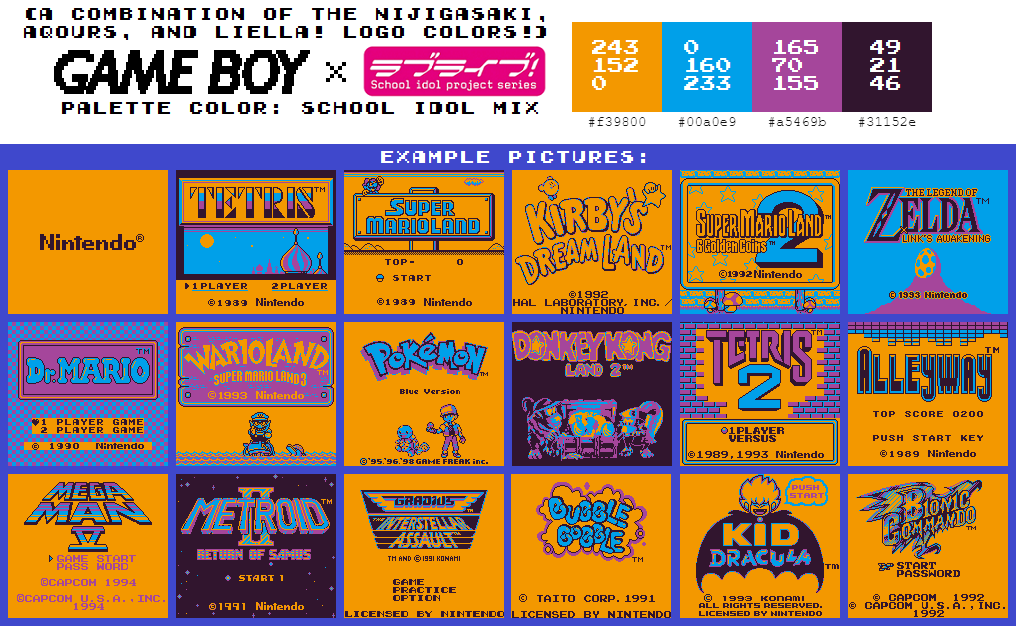 (A COMBINATION OF THE NIJIGASAKI,
AQOURS, AND LIELLA! LOGO COLORS!)
GAME BOY × ラブライブ!
School idol project series
PALETTE COLOR: SCHOOL IDOL MIX
243 0 165 49
152 160 70 21
0 233 155 46
#f39800 #00a0e9 #a5469b #31152e
EXAMPLE PICTURES:
Nintendo®
TETRIS™
1PLAYER 2PLAYER
©1989 Nintendo
SUPER
MARIOLAND
TOP- 0
START
©1989 Nintendo
KIRBY'S
DREAM LAND™
©1992
HAL LABORATORY, INC. /
NINTENDO
SUPER MARIOLAND 2™
6 Golden Coins™
©1992 Nintendo
THE LEGEND OF
ZELDA™
LINK'S AWAKENING
© 1993 Nintendo
Dr. MARIO™
♥1 PLAYER GAME
2 PLAYER GAME
© 1990 Nintendo
WARIOLAND
SUPER MARIO LAND 3™
©1993 Nintendo
POKéMON™
Blue Version
©'95.'96.'98 GAME FREAK inc.
DONKEY KONG
LAND 2™
TETRIS™
2
1PLAYER
VERSUS
©1989,1993 Nintendo
ALLEYWAY™
TOP SCORE 0200
PUSH START KEY
©1989 Nintendo
MEGA
MAN
V
GAME START
PASS WORD
©CAPCOM 1994
©CAPCOM U.S.A.,INC.
1994
METROID™
II
RETURN OF SAMUS
START 1
©1991 Nintendo
GRADIUS
THE INTERSTELLAR
ASSAULT™
TM AND ©1991 KONAMI
GAME
PRACTICE
OPTION
LICENSED BY NINTENDO
BUBBLE
BOBBLE™
© TAITO CORP. 1991
LICENSED BY NINTENDO
PUSH
START
KID
DRACULA™
© 1993 KONAMI
ALL RIGHTS RESERVED.
LICENSED BY NINTENDO
BIONIC
COMMANDO™
START
PASSWORD
© CAPCOM 1992
© CAPCOM U.S.A.,INC.
1992